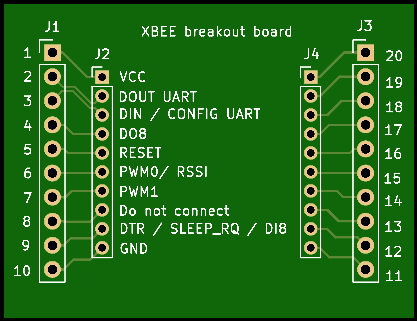 XBEE breakout board
J1
J2
J4
J3
1
2
3
4
5
6
7
8
9
10
VCC
DOUT UART
DIN / CONFIG UART
DO8
RESET
PWM0/ RSSI
PWM1
Do not connect
DTR / SLEEP_RQ / DI8
GND
20
19
18
17
16
15
14
13
12
11